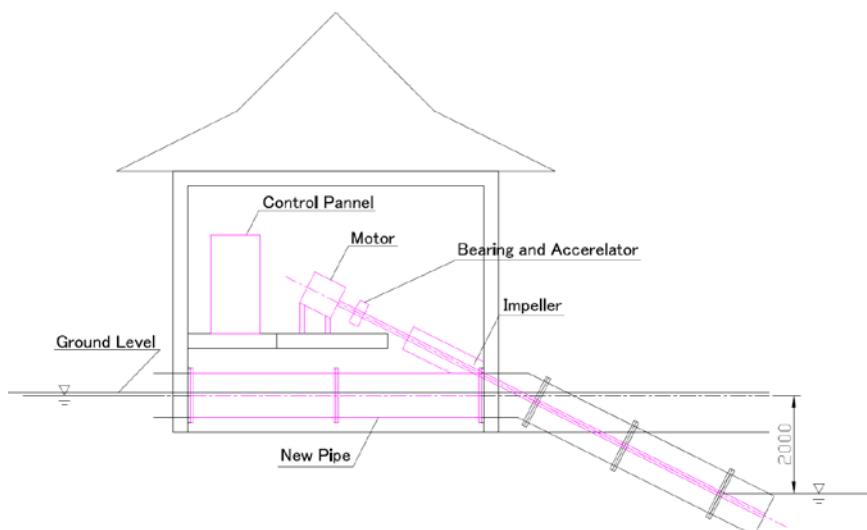 Control Pannel
Motor
Bearing and Accerelator
Impeller
Ground Level
New Pipe
2000